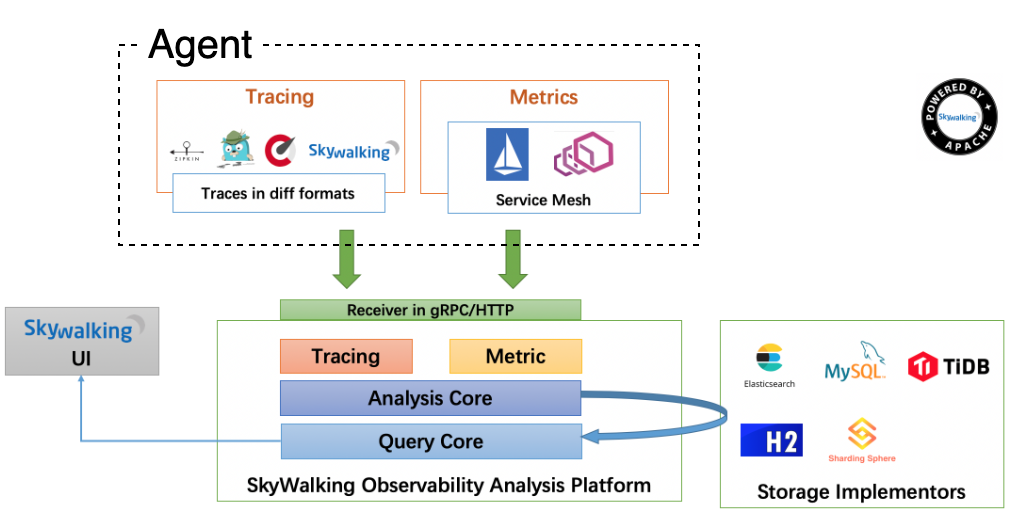 Agent
Tracing
Metrics
ZIPKIN
Skywalking
Traces in diff formats
Service Mesh
POWERED BY
Skywalking
APACHE
Receiver in gRPC/HTTP
Skywalking
UI
Tracing
Metric
Analysis Core
Query Core
SkyWalking Observability Analysis Platform
Elasticsearch
MySQL™
TiDB
H2
Sharding Sphere
Storage Implementors